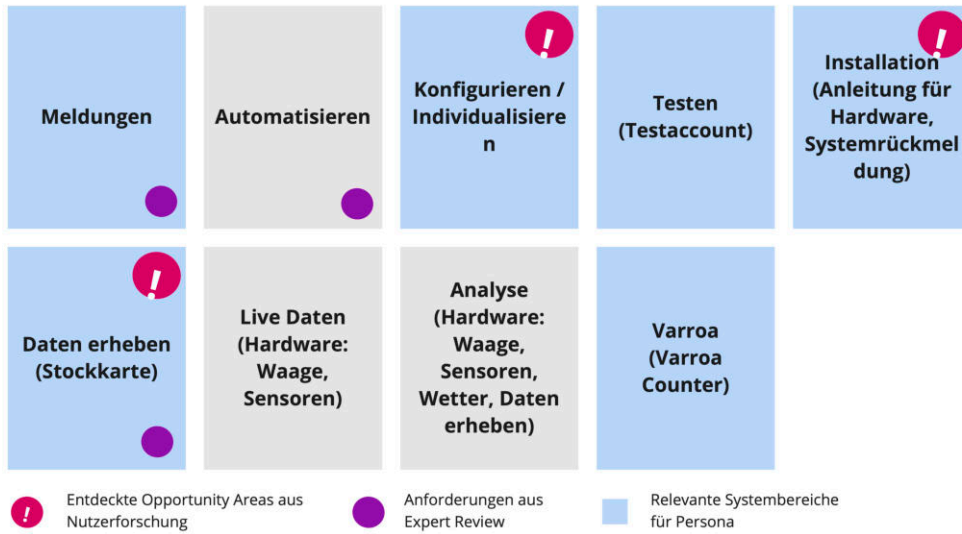 Meldungen
Automatisieren
!
Konfigurieren /
Individualisiere
n
Testen
(Testaccount)
!
Installation
(Anleitung für
Hardware,
Systemrückmel
dung)
!
Daten erheben
(Stockkarte)
Live Daten
(Hardware:
Waage,
Sensoren)
Analyse
(Hardware:
Waage,
Sensoren,
Wetter, Daten
erheben)
Varroa
(Varroa
Counter)
!
Entdeckte Opportunity Areas aus
Nutzerforschung
Anforderungen aus
Expert Review
Relevante Systembereiche
für Persona